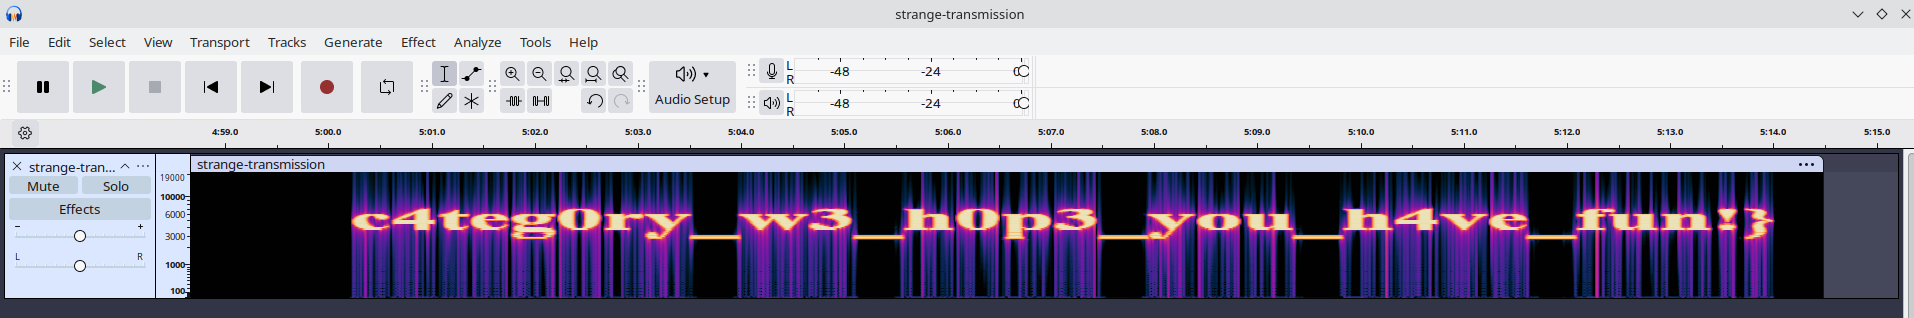 strange-transmission
File Edit Select View Transport Tracks Generate Effect Analyze Tools Help
Audio Setup
L R -48 -24 0
L R -48 -24 0
4:59.0 5:00.0 5:01.0 5:02.0 5:03.0 5:04.0 5:05.0 5:06.0 5:07.0 5:08.0 5:09.0 5:10.0 5:11.0 5:12.0 5:13.0 5:14.0 5:15.0
strange-tran... strange-transmission
Mute Solo
Effects
- +
L R
19000
10000
6000
3000
1000
100
c4teg0ry_w3_h0p3_you_h4ve_fun!}